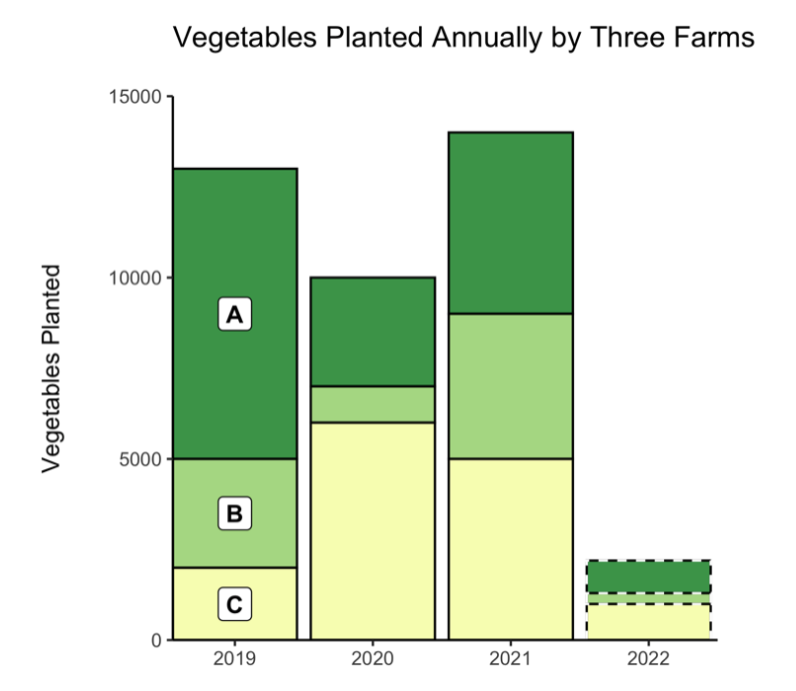 Vegetables Planted Annually by Three Farms
15000
10000
5000
0
Vegetables Planted
A
B
C
2019 2020 2021 2022